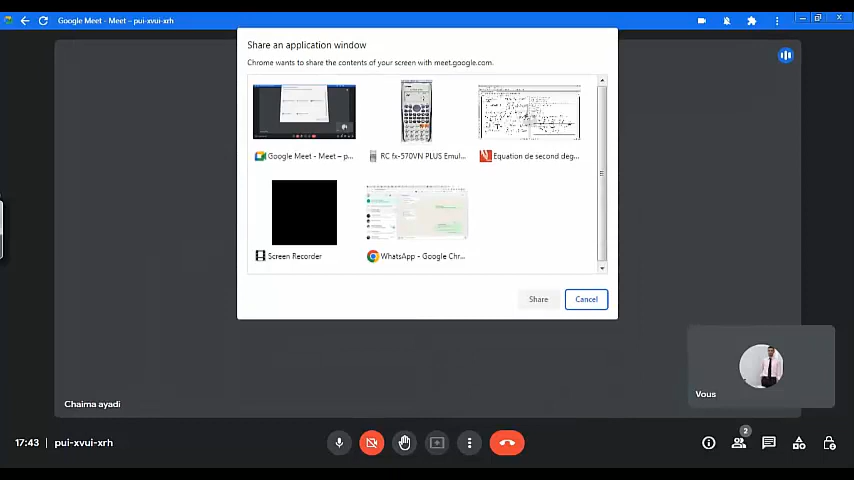 Google Meet - Meet – pui-xvui-xrh
Share an application window
Chrome wants to share the contents of your screen with meet.google.com.
Google Meet - Meet – p...
RC fx-570VN PLUS Emul...
Equation de second deg...
Screen Recorder
WhatsApp - Google Chr...
Share
Cancel
Vous
Chaima ayadi
17:43 | pui-xvui-xrh
2